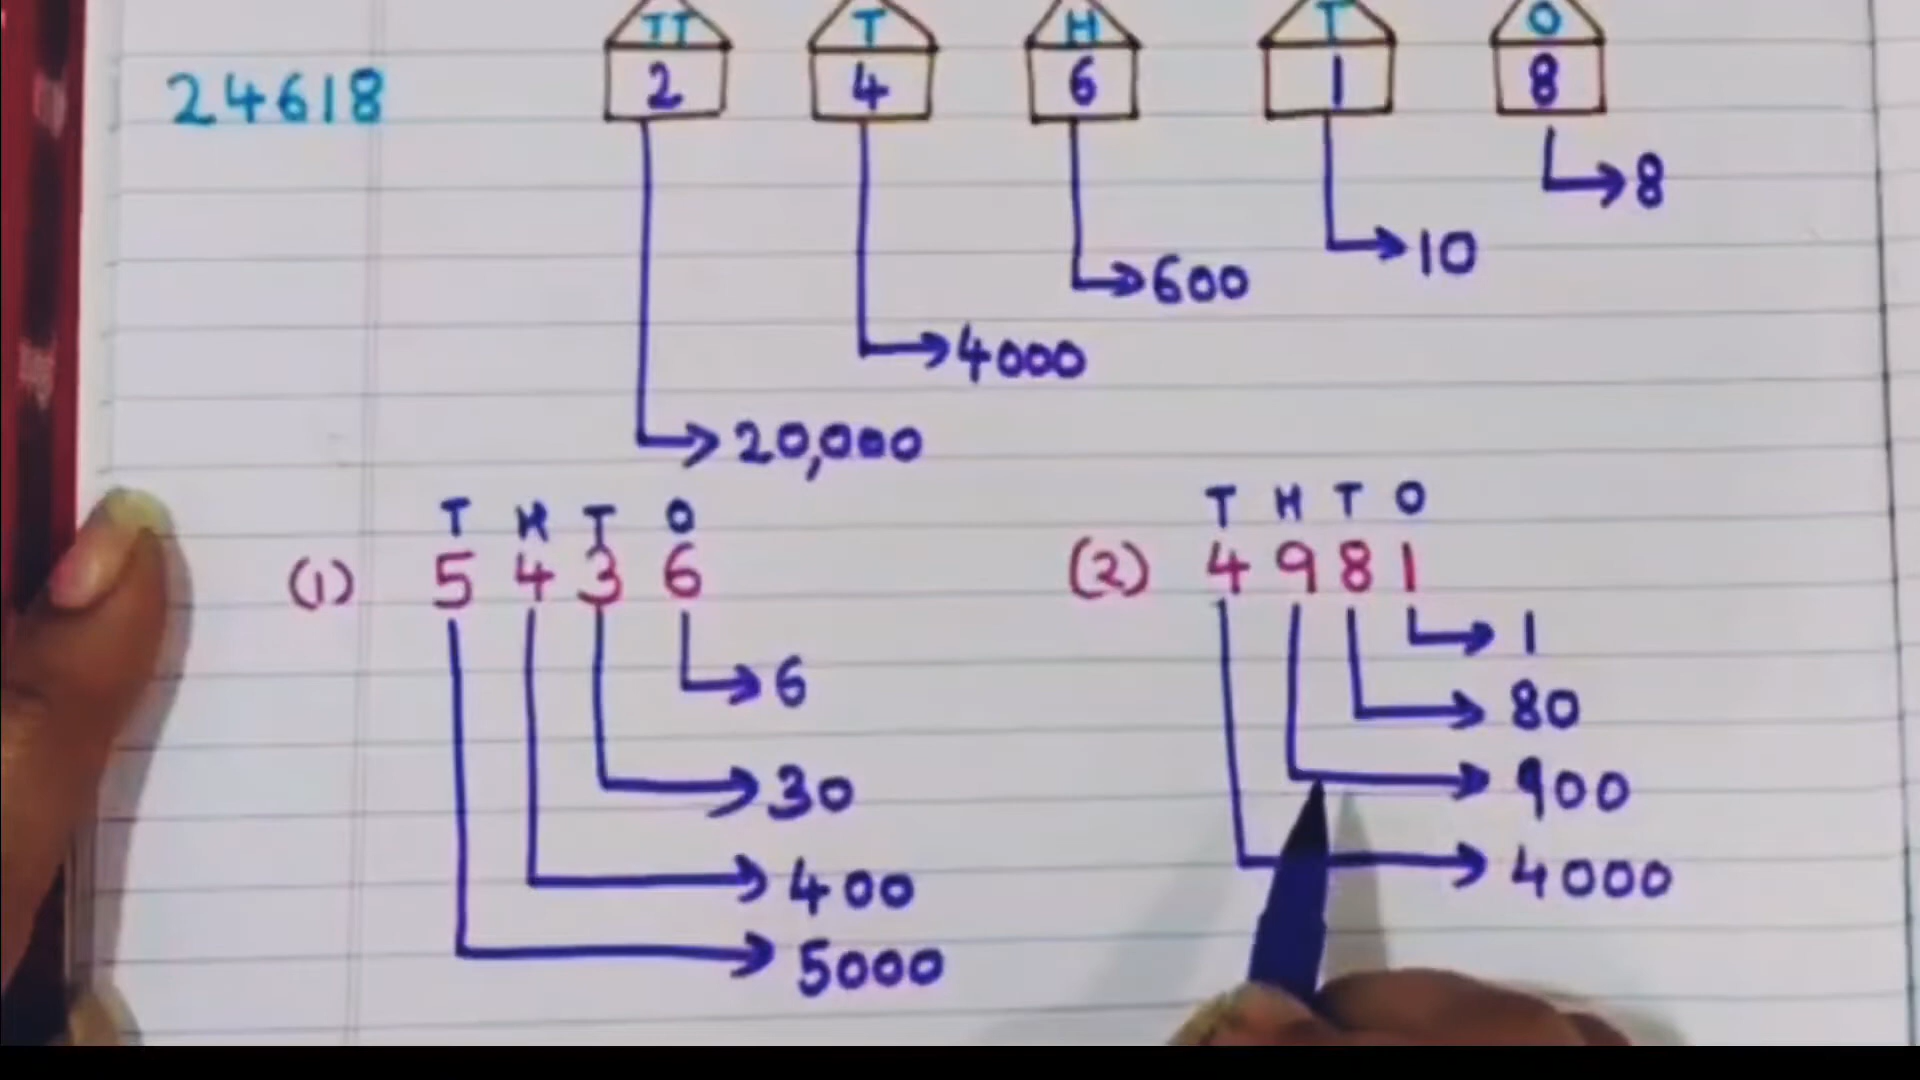 TT T H T O
24618 2 4 6 1 8
8
10
600
4000
20,000
T H T O
(1) 5 4 3 6
6
30
400
5000
T H T O
(2) 4 9 8 1
1
80
900
4000